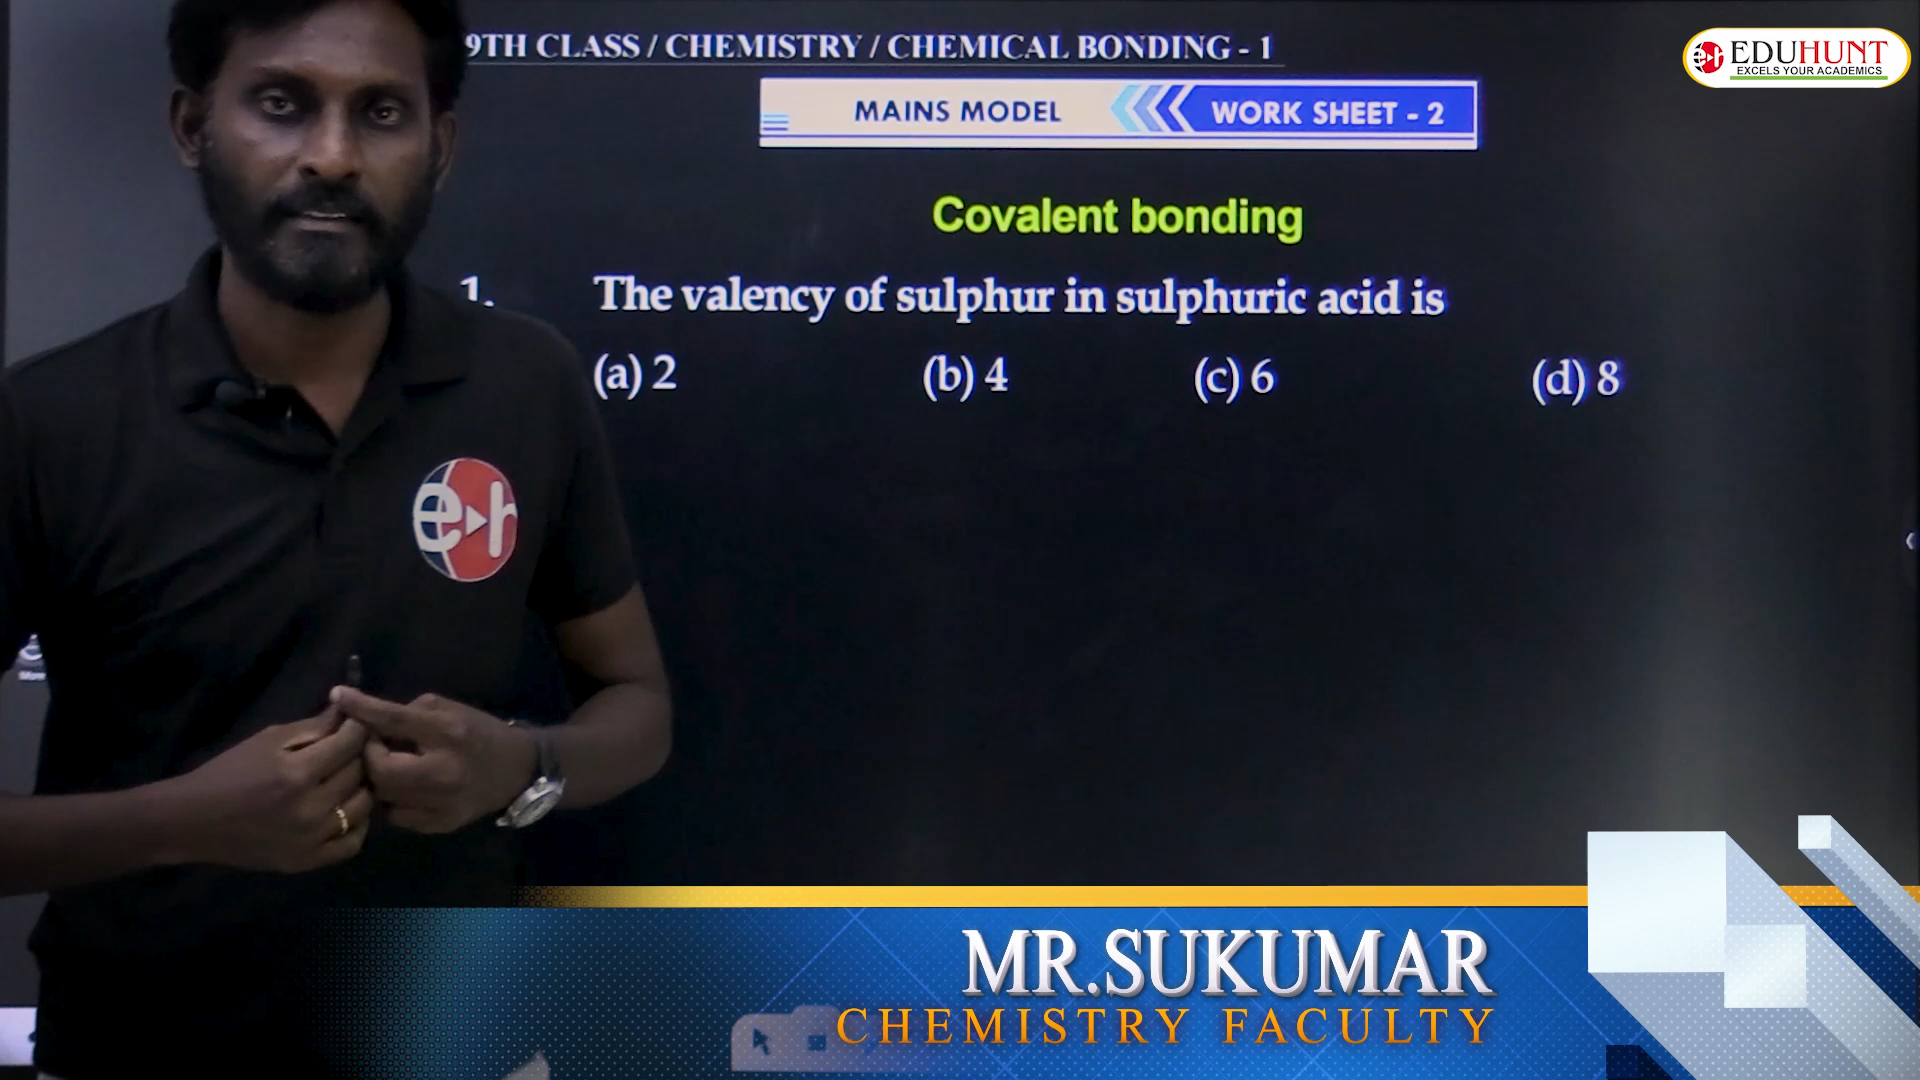 9TH CLASS / CHEMISTRY / CHEMICAL BONDING - 1
EDUHUNT
EXCELS YOUR ACADEMICS
MAINS MODEL WORK SHEET - 2
Covalent bonding
1. The valency of sulphur in sulphuric acid is
(a) 2 (b) 4 (c) 6 (d) 8
e h
More
MR.SUKUMAR
CHEMISTRY FACULTY